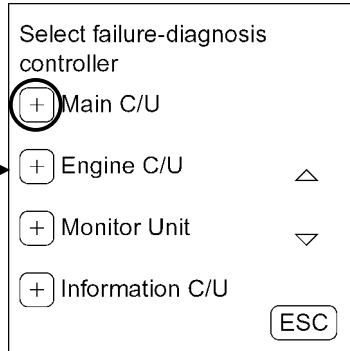 Select failure-diagnosis
controller
+ Main C/U
+ Engine C/U
+ Monitor Unit
+ Information C/U
ESC